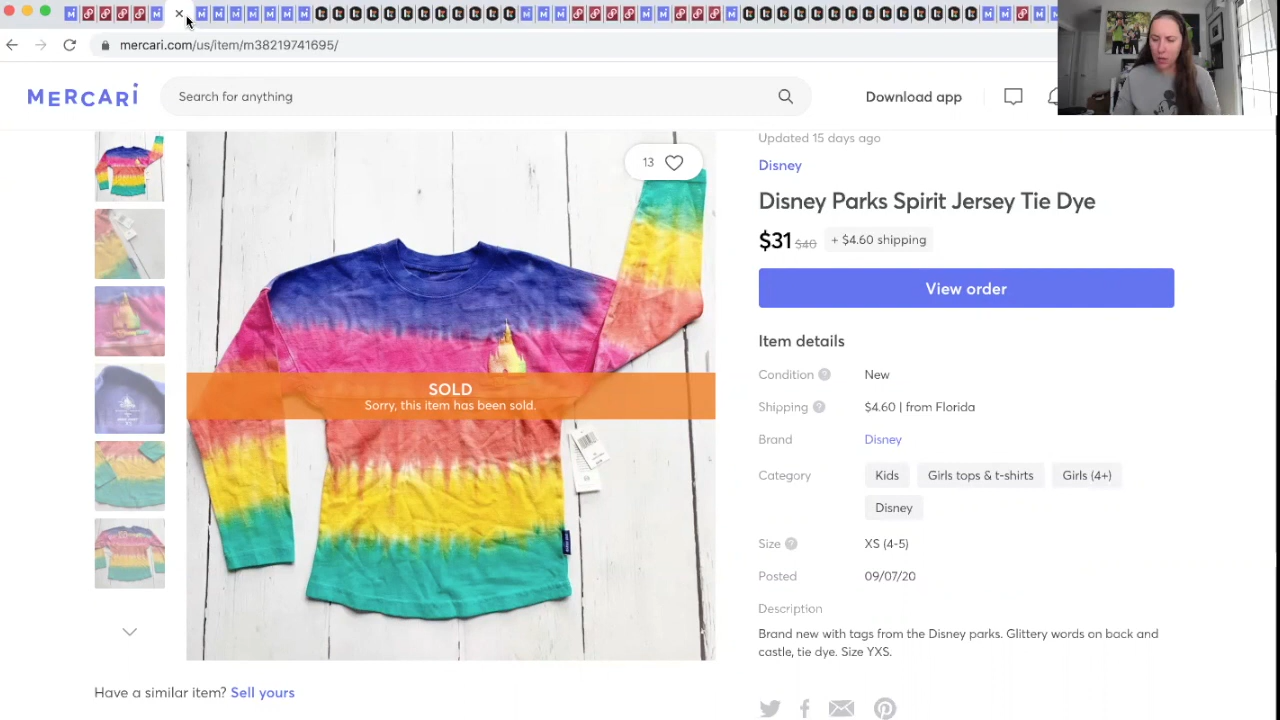 mercari.com/us/item/m38219741695/
MERCARI
Search for anything
Download app
Updated 15 days ago
13
Disney
Disney Parks Spirit Jersey Tie Dye
$31 $40 + $4.60 shipping
View order
Item details
Condition ? New
Shipping ? $4.60 | from Florida
Brand Disney
Category Kids Girls tops & t-shirts Girls (4+)
Disney
Size ? XS (4-5)
Posted 09/07/20
Description
Brand new with tags from the Disney parks. Glittery words on back and
castle, tie dye. Size YXS.
SOLD
Sorry, this item has been sold.
Have a similar item? Sell yours